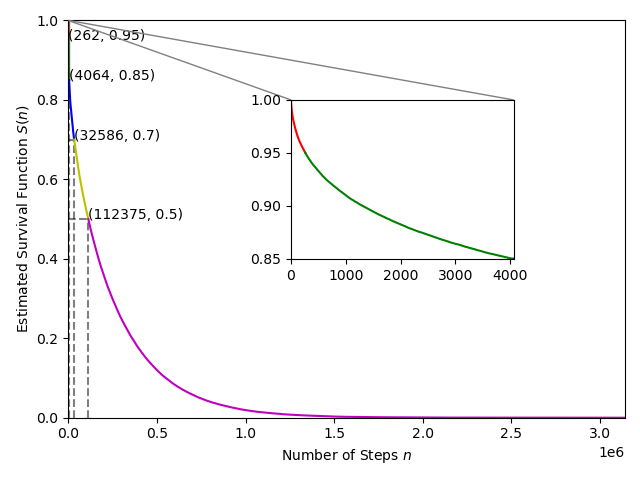 1.0
(262, 0.95)
(4064, 0.85)
0.8
(32586, 0.7)
0.6
(112375, 0.5)
0.4
0.2
0.0
Estimated Survival Function S(n)
1.00
0.95
0.90
0.85
0 1000 2000 3000 4000
0.0 0.5 1.0 1.5 2.0 2.5 3.0
1e6
Number of Steps n